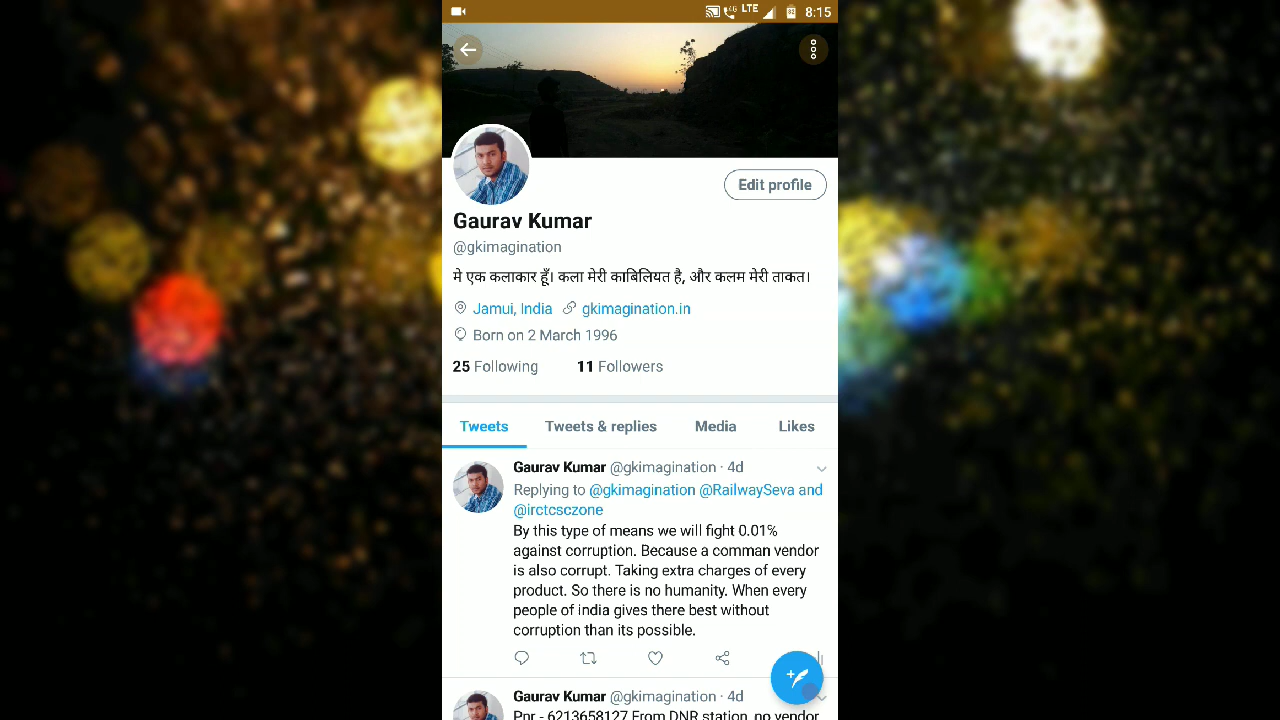 LTE 8:15
Edit profile
Gaurav Kumar
@gkimagination
मे एक कलाकार हूँ। कला मेरी काबिलियत है, और कलम मेरी ताकत।
Jamui, India gkimagination.in
Born on 2 March 1996
25 Following 11 Followers
Tweets Tweets & replies Media Likes
Gaurav Kumar @gkimagination · 4d
Replying to @gkimagination @RailwaySeva and
@irctcsczone
By this type of means we will fight 0.01%
against corruption. Because a comman vendor
is also corrupt. Taking extra charges of every
product. So there is no humanity. When every
people of india gives there best without
corruption than its possible.
Gaurav Kumar @gkimagination · 4d
Pnr - 6213658127 From DNR station, no vendor